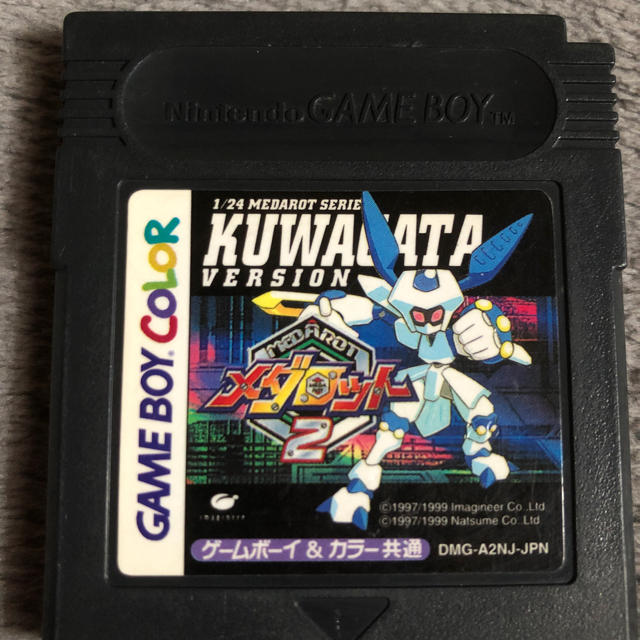 Nintendo GAME BOY TM
1/24 MEDAROT SERIE
KUWAGATA
VERSION
GAME BOY COLOR
MEDAROT
メダロット
2
imagineer
©1997/1999 Imagineer Co.,Ltd
©1997/1999 Natsume Co.,Ltd
ゲームボーイ&カラー共通
DMG-A2NJ-JPN